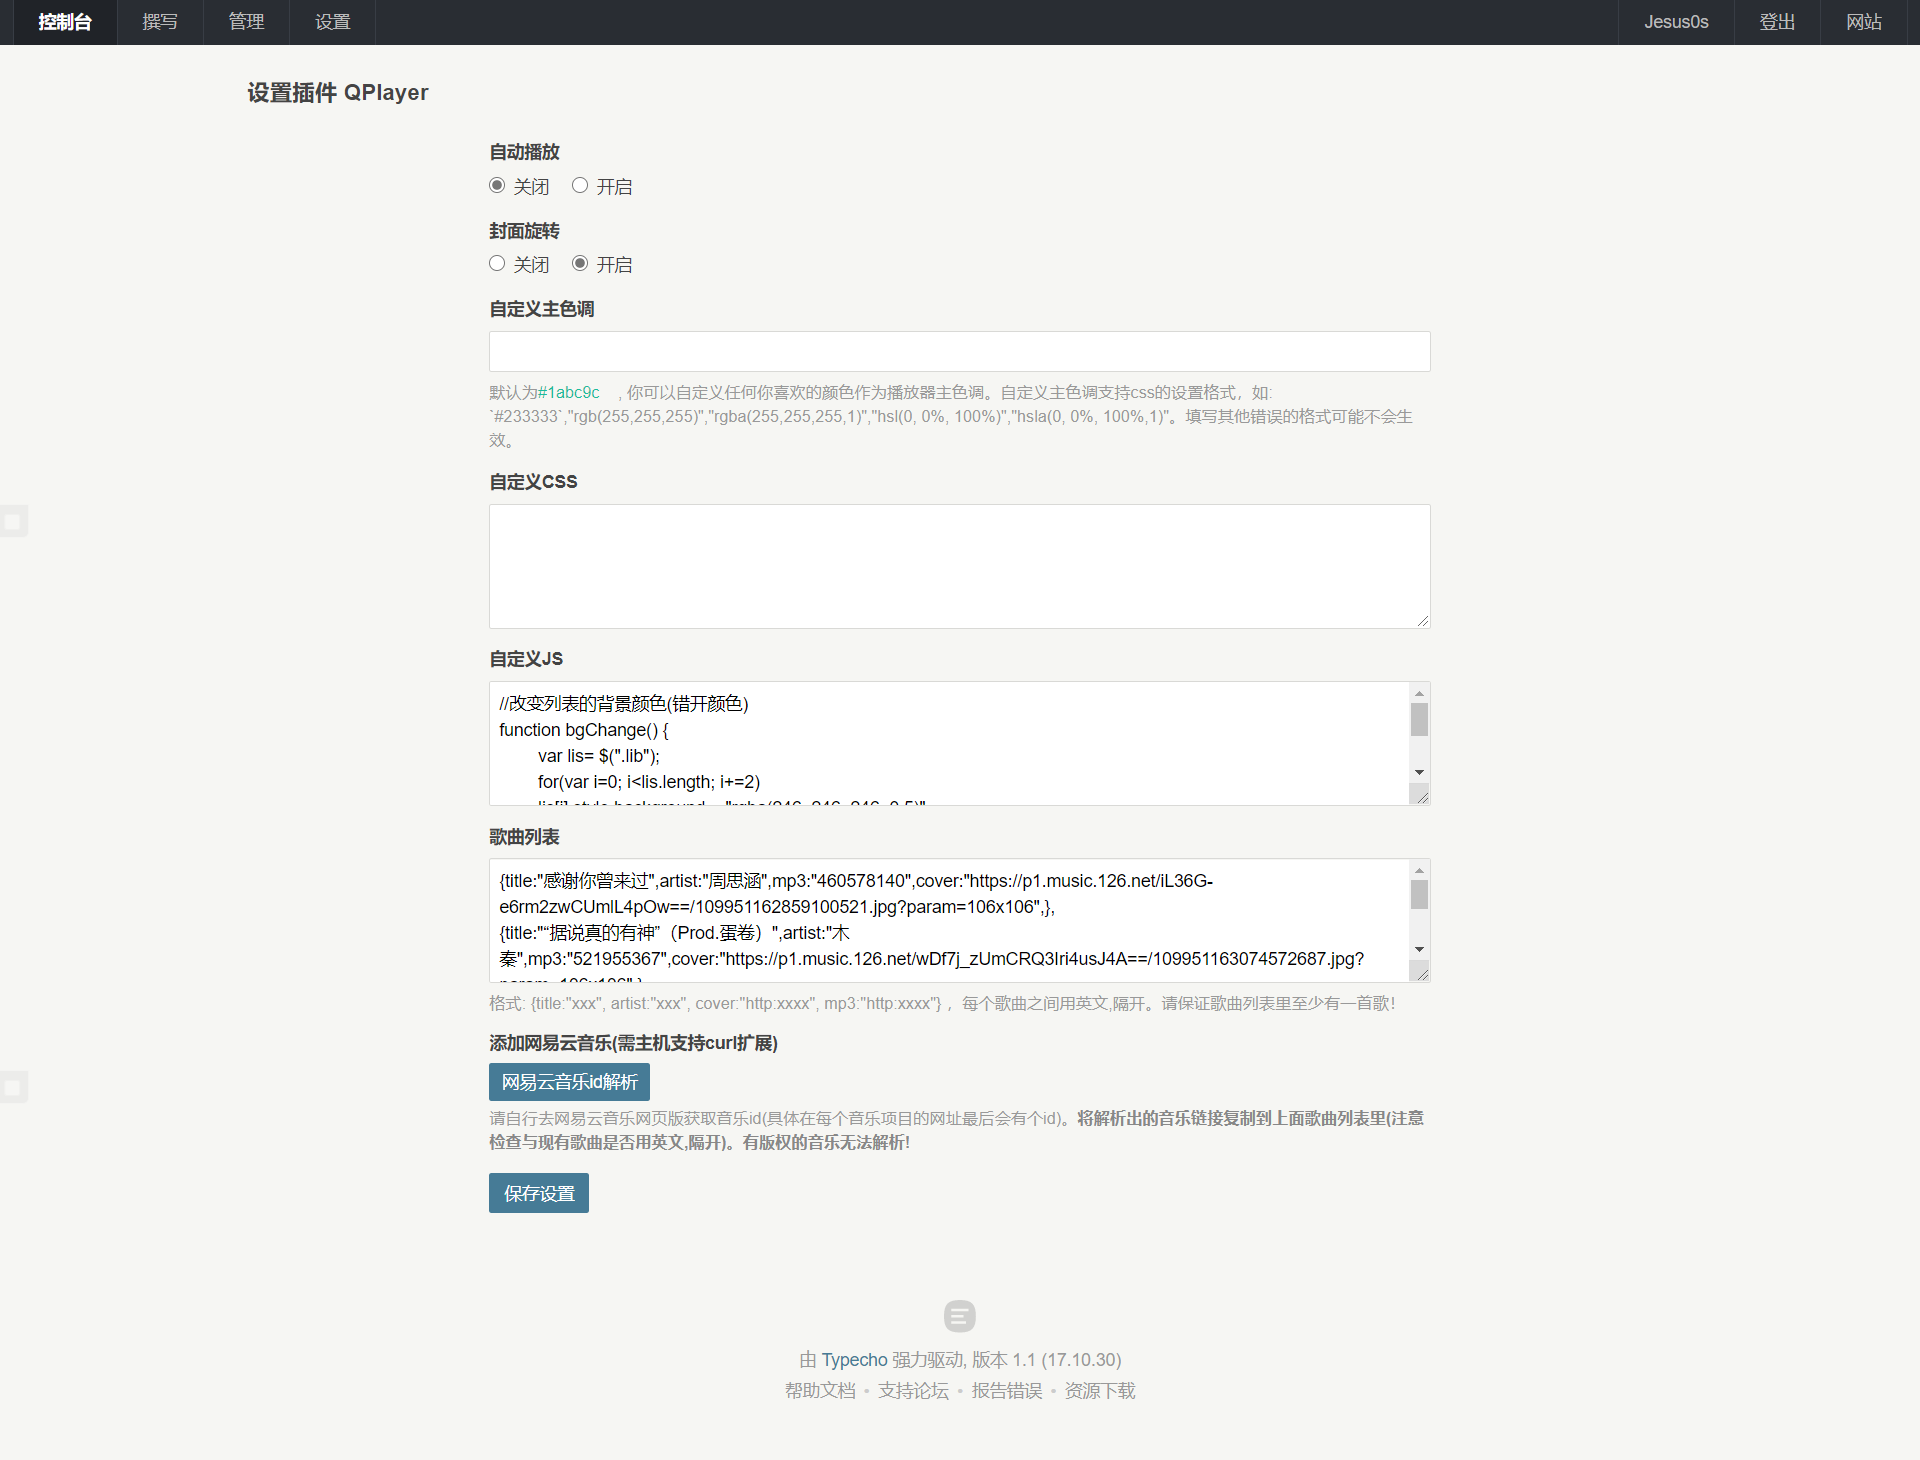 控制台 撰写 管理 设置 Jesus0s 登出 网站
设置插件 QPlayer
自动播放
关闭 开启
封面旋转
关闭 开启
自定义主色调
默认为#1abc9c , 你可以自定义任何你喜欢的颜色作为播放器主色调。自定义主色调支持css的设置格式，如:
`#233333`,"rgb(255,255,255)","rgba(255,255,255,1)","hsl(0, 0%, 100%)","hsla(0, 0%, 100%,1)"。填写其他错误的格式可能不会生
效。
自定义CSS
自定义JS
//改变列表的背景颜色(错开颜色)
function bgChange() {
var lis= $(".lib");
for(var i=0; i<lis.length; i+=2)
歌曲列表
{title:"感谢你曾来过",artist:"周思涵",mp3:"460578140",cover:"https://p1.music.126.net/iL36G-
e6rm2zwCUmlL4pOw==/109951162859100521.jpg?param=106x106",},
{title:"“据说真的有神”（Prod.蛋卷）",artist:"木
秦",mp3:"521955367",cover:"https://p1.music.126.net/wDf7j_zUmCRQ3Iri4usJ4A==/109951163074572687.jpg?
格式: {title:"xxx", artist:"xxx", cover:"http:xxxx", mp3:"http:xxxx"} ，每个歌曲之间用英文,隔开。请保证歌曲列表里至少有一首歌！
添加网易云音乐(需主机支持curl扩展)
网易云音乐id解析
请自行去网易云音乐网页版获取音乐id(具体在每个音乐项目的网址最后会有个id)。将解析出的音乐链接复制到上面歌曲列表里(注意
检查与现有歌曲是否用英文,隔开)。有版权的音乐无法解析!
保存设置
由 Typecho 强力驱动, 版本 1.1 (17.10.30)
帮助文档 • 支持论坛 • 报告错误 • 资源下载